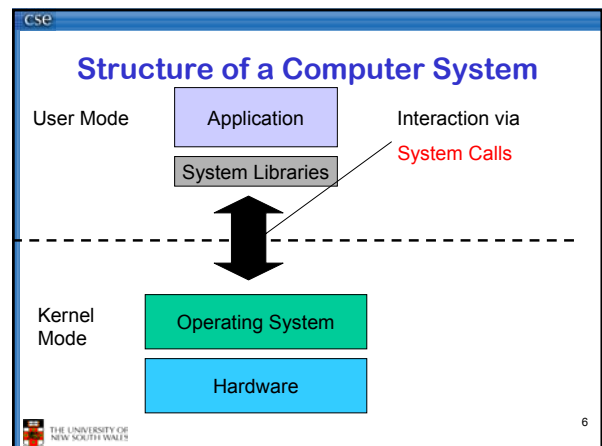 cse
Structure of a Computer System
User Mode
Application
Interaction via
System Calls
System Libraries
Kernel
Mode
Operating System
Hardware
THE UNIVERSITY OF
NEW SOUTH WALES
6